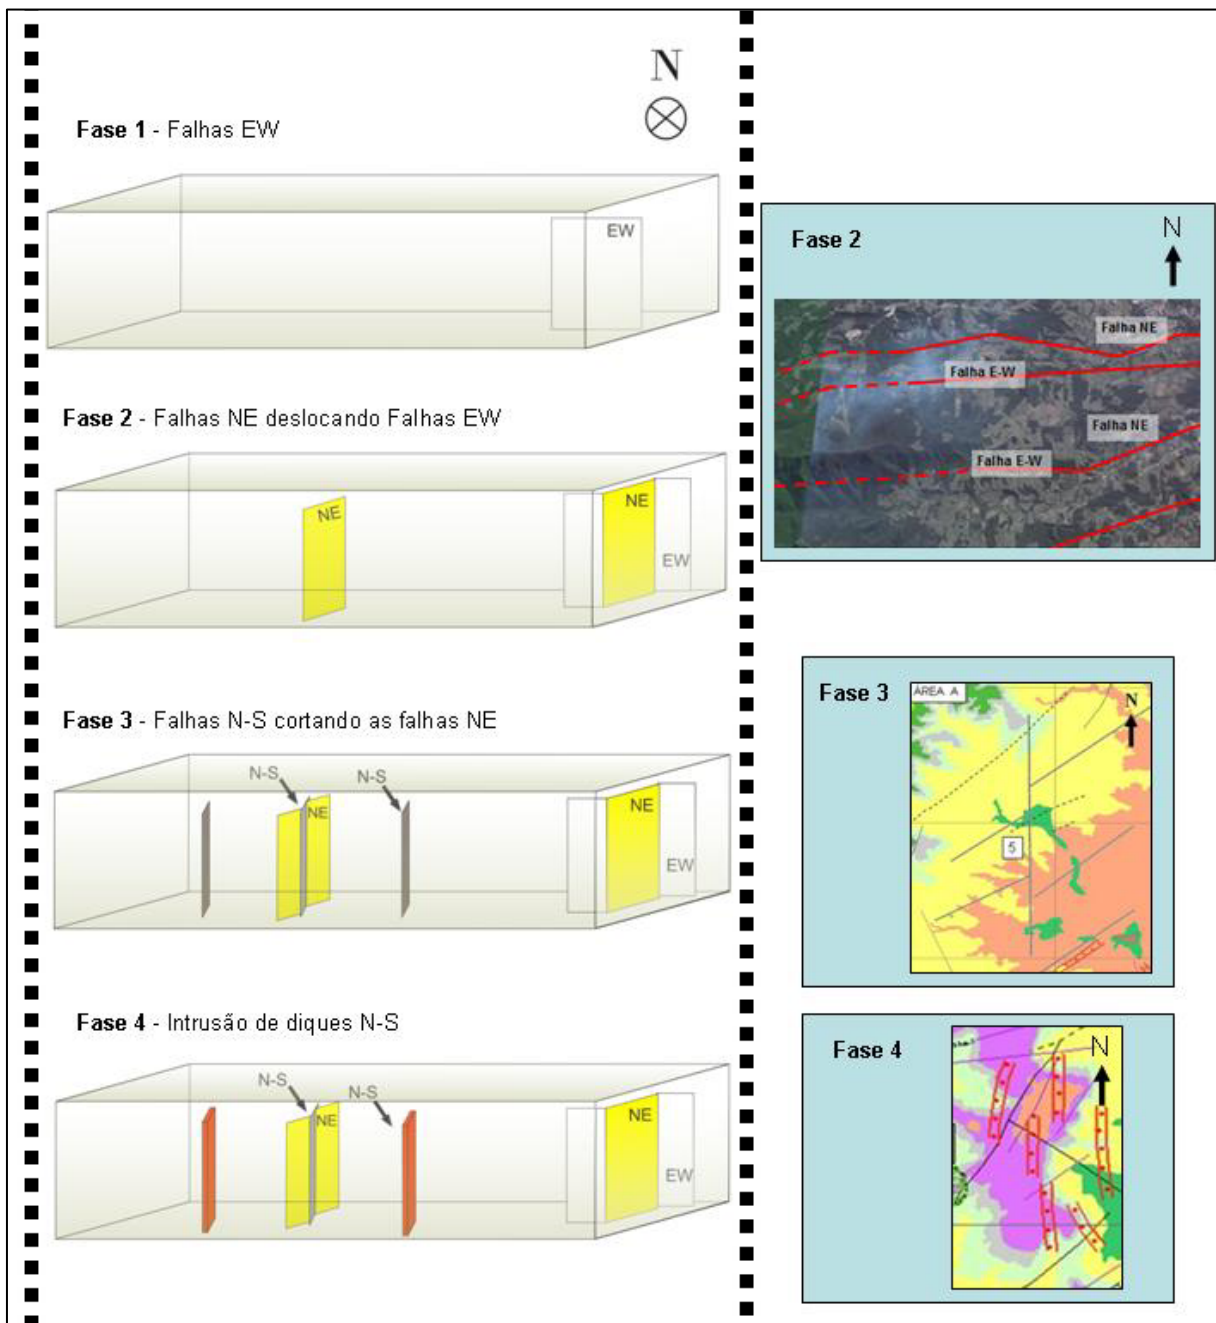 N
Fase 1 - Falhas EW
EW
Fase 2 - Falhas NE deslocando Falhas EW
NE
NE
EW
Fase 3 - Falhas N-S cortando as falhas NE
N-S
N-S
NE
NE
EW
Fase 4 - Intrusão de diques N-S
N-S
N-S
NE
NE
EW
Fase 2
N
Falha NE
Falha E-W
Falha NE
Falha E-W
Fase 3
ÁREA A
N
5
Fase 4
N